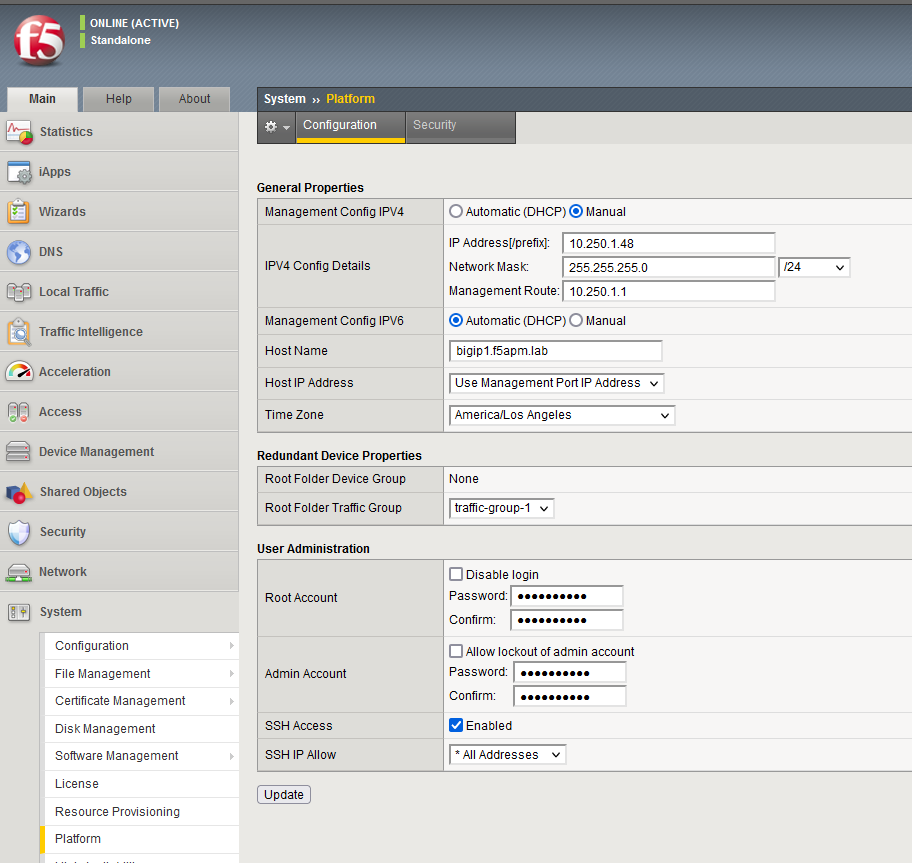 f5
ONLINE (ACTIVE)
Standalone
Main
Help
About
Statistics
iApps
Wizards
DNS
Local Traffic
Traffic Intelligence
Acceleration
Access
Device Management
Shared Objects
Security
Network
System
Configuration
File Management
Certificate Management
Disk Management
Software Management
License
Resource Provisioning
Platform
System ›› Platform
Configuration
Security
General Properties
Management Config IPV4
Automatic (DHCP) Manual
IPV4 Config Details
IP Address[/prefix]: 10.250.1.48
Network Mask: 255.255.255.0 /24
Management Route: 10.250.1.1
Management Config IPV6
Automatic (DHCP) Manual
Host Name
bigip1.f5apm.lab
Host IP Address
Use Management Port IP Address
Time Zone
America/Los Angeles
Redundant Device Properties
Root Folder Device Group
None
Root Folder Traffic Group
traffic-group-1
User Administration
Root Account
Disable login
Password: ●●●●●●●●●●
Confirm: ●●●●●●●●●●
Admin Account
Allow lockout of admin account
Password: ●●●●●●●●●●
Confirm: ●●●●●●●●●●
SSH Access
Enabled
SSH IP Allow
* All Addresses
Update